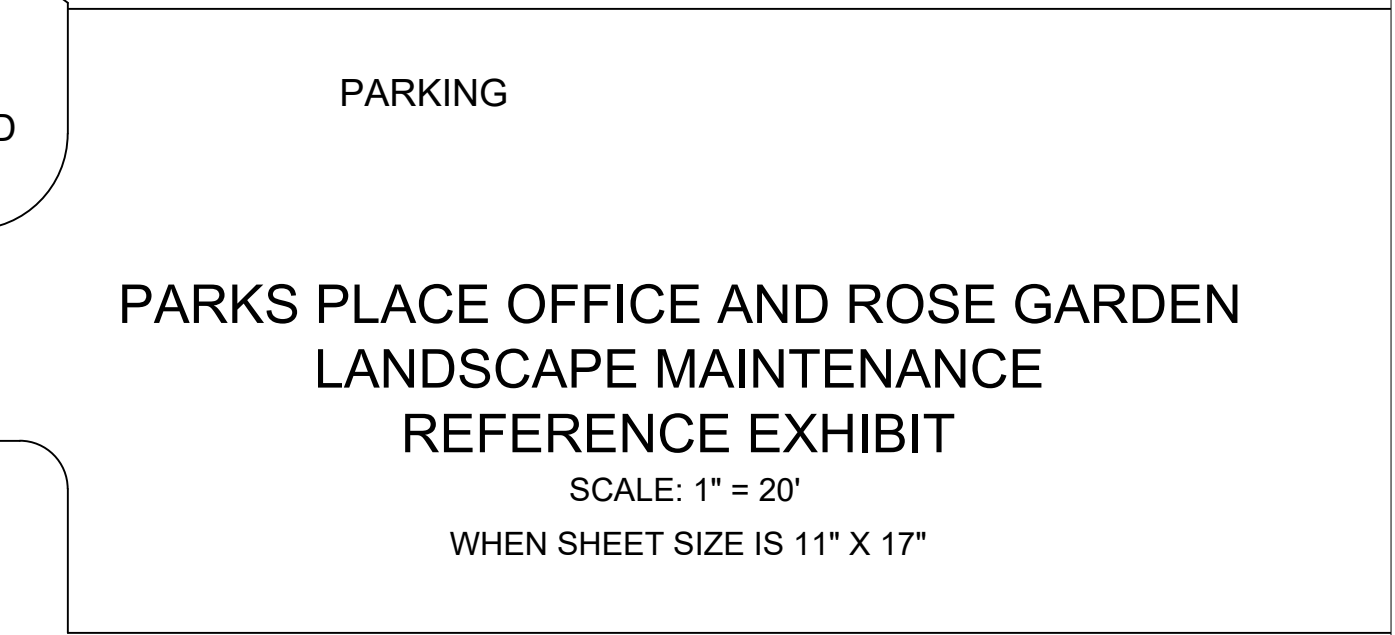 PARKING
D
PARKS PLACE OFFICE AND ROSE GARDEN
LANDSCAPE MAINTENANCE
REFERENCE EXHIBIT
SCALE: 1" = 20'
WHEN SHEET SIZE IS 11" X 17"